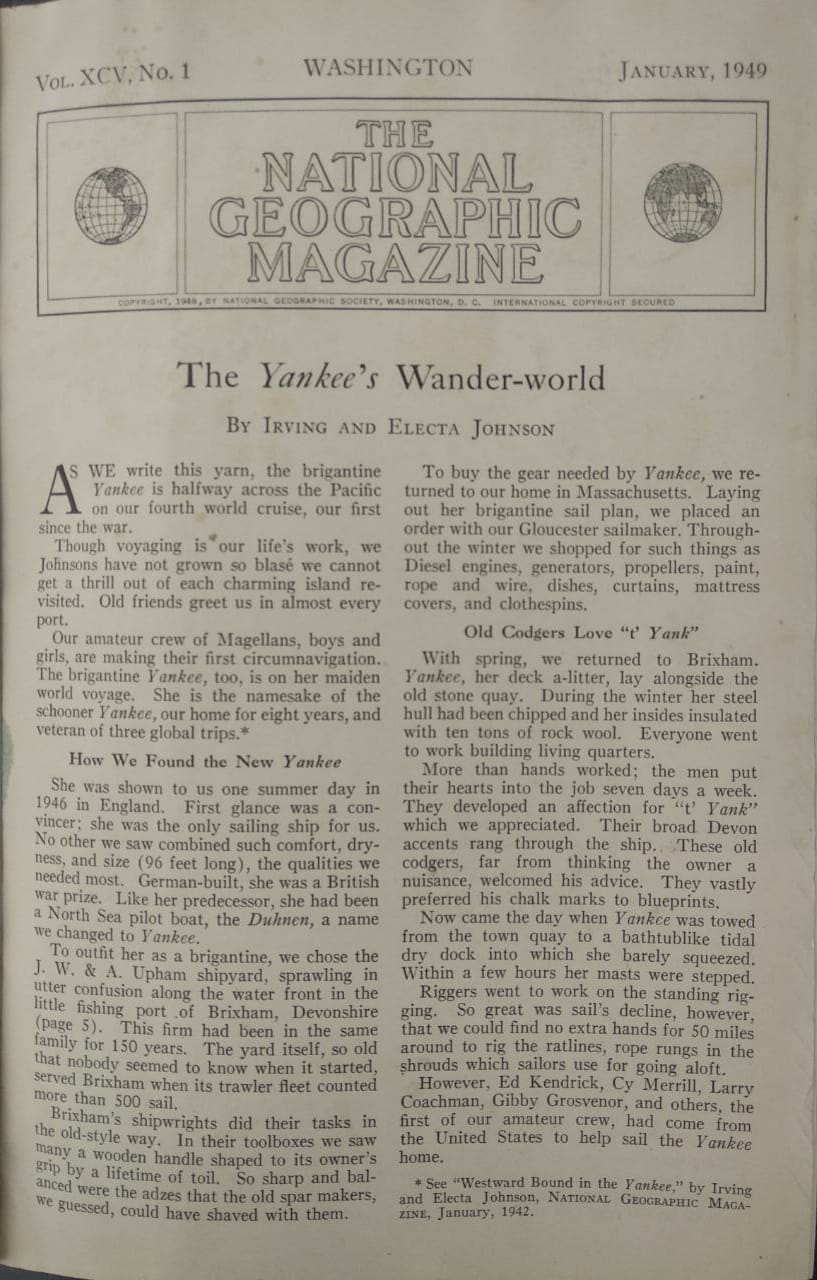 VOL. XCV, NO. 1 WASHINGTON JANUARY, 1949
THE
NATIONAL
GEOGRAPHIC
MAGAZINE
COPYRIGHT, 1948, BY NATIONAL GEOGRAPHIC SOCIETY, WASHINGTON, D. C. INTERNATIONAL COPYRIGHT SECURED
The Yankee's Wander-world
BY IRVING AND ELECTA JOHNSON
AS WE write this yarn, the brigantine
Yankee is halfway across the Pacific
on our fourth world cruise, our first
since the war.
Though voyaging is our life's work, we
Johnsons have not grown so blasé we cannot
get a thrill out of each charming island re-
visited. Old friends greet us in almost every
port.
Our amateur crew of Magellans, boys and
girls, are making their first circumnavigation.
The brigantine Yankee, too, is on her maiden
world voyage. She is the namesake of the
schooner Yankee, our home for eight years, and
veteran of three global trips.*
How We Found the New Yankee
She was shown to us one summer day in
1946 in England. First glance was a con-
vincer; she was the only sailing ship for us.
No other we saw combined such comfort, dry-
ness, and size (96 feet long), the qualities we
needed most. German-built, she was a British
war prize. Like her predecessor, she had been
a North Sea pilot boat, the Duhnen, a name
we changed to Yankee.
To outfit her as a brigantine, we chose the
J. W. & A. Upham shipyard, sprawling in
utter confusion along the water front in the
little fishing port of Brixham, Devonshire
(page 5). This firm had been in the same
family for 150 years. The yard itself, so old
that nobody seemed to know when it started,
served Brixham when its trawler fleet counted
more than 500 sail.
Brixham's shipwrights did their tasks in
the old-style way. In their toolboxes we saw
many a wooden handle shaped to its owner's
grip by a lifetime of toil. So sharp and bal-
anced were the adzes that the old spar makers,
we guessed, could have shaved with them.
To buy the gear needed by Yankee, we re-
turned to our home in Massachusetts. Laying
out her brigantine sail plan, we placed an
order with our Gloucester sailmaker. Through-
out the winter we shopped for such things as
Diesel engines, generators, propellers, paint,
rope and wire, dishes, curtains, mattress
covers, and clothespins.
Old Codgers Love "t' Yank"
With spring, we returned to Brixham.
Yankee, her deck a-litter, lay alongside the
old stone quay. During the winter her steel
hull had been chipped and her insides insulated
with ten tons of rock wool. Everyone went
to work building living quarters.
More than hands worked; the men put
their hearts into the job seven days a week.
They developed an affection for "t' Yank"
which we appreciated. Their broad Devon
accents rang through the ship. These old
codgers, far from thinking the owner a
nuisance, welcomed his advice. They vastly
preferred his chalk marks to blueprints.
Now came the day when Yankee was towed
from the town quay to a bathtublike tidal
dry dock into which she barely squeezed.
Within a few hours her masts were stepped.
Riggers went to work on the standing rig-
ging. So great was sail's decline, however,
that we could find no extra hands for 50 miles
around to rig the ratlines, rope rungs in the
shrouds which sailors use for going aloft.
However, Ed Kendrick, Cy Merrill, Larry
Coachman, Gibby Grosvenor, and others, the
first of our amateur crew, had come from
the United States to help sail the Yankee
home.
* See "Westward Bound in the Yankee," by Irving
and Electa Johnson, NATIONAL GEOGRAPHIC MAGA-
ZINE, January, 1942.